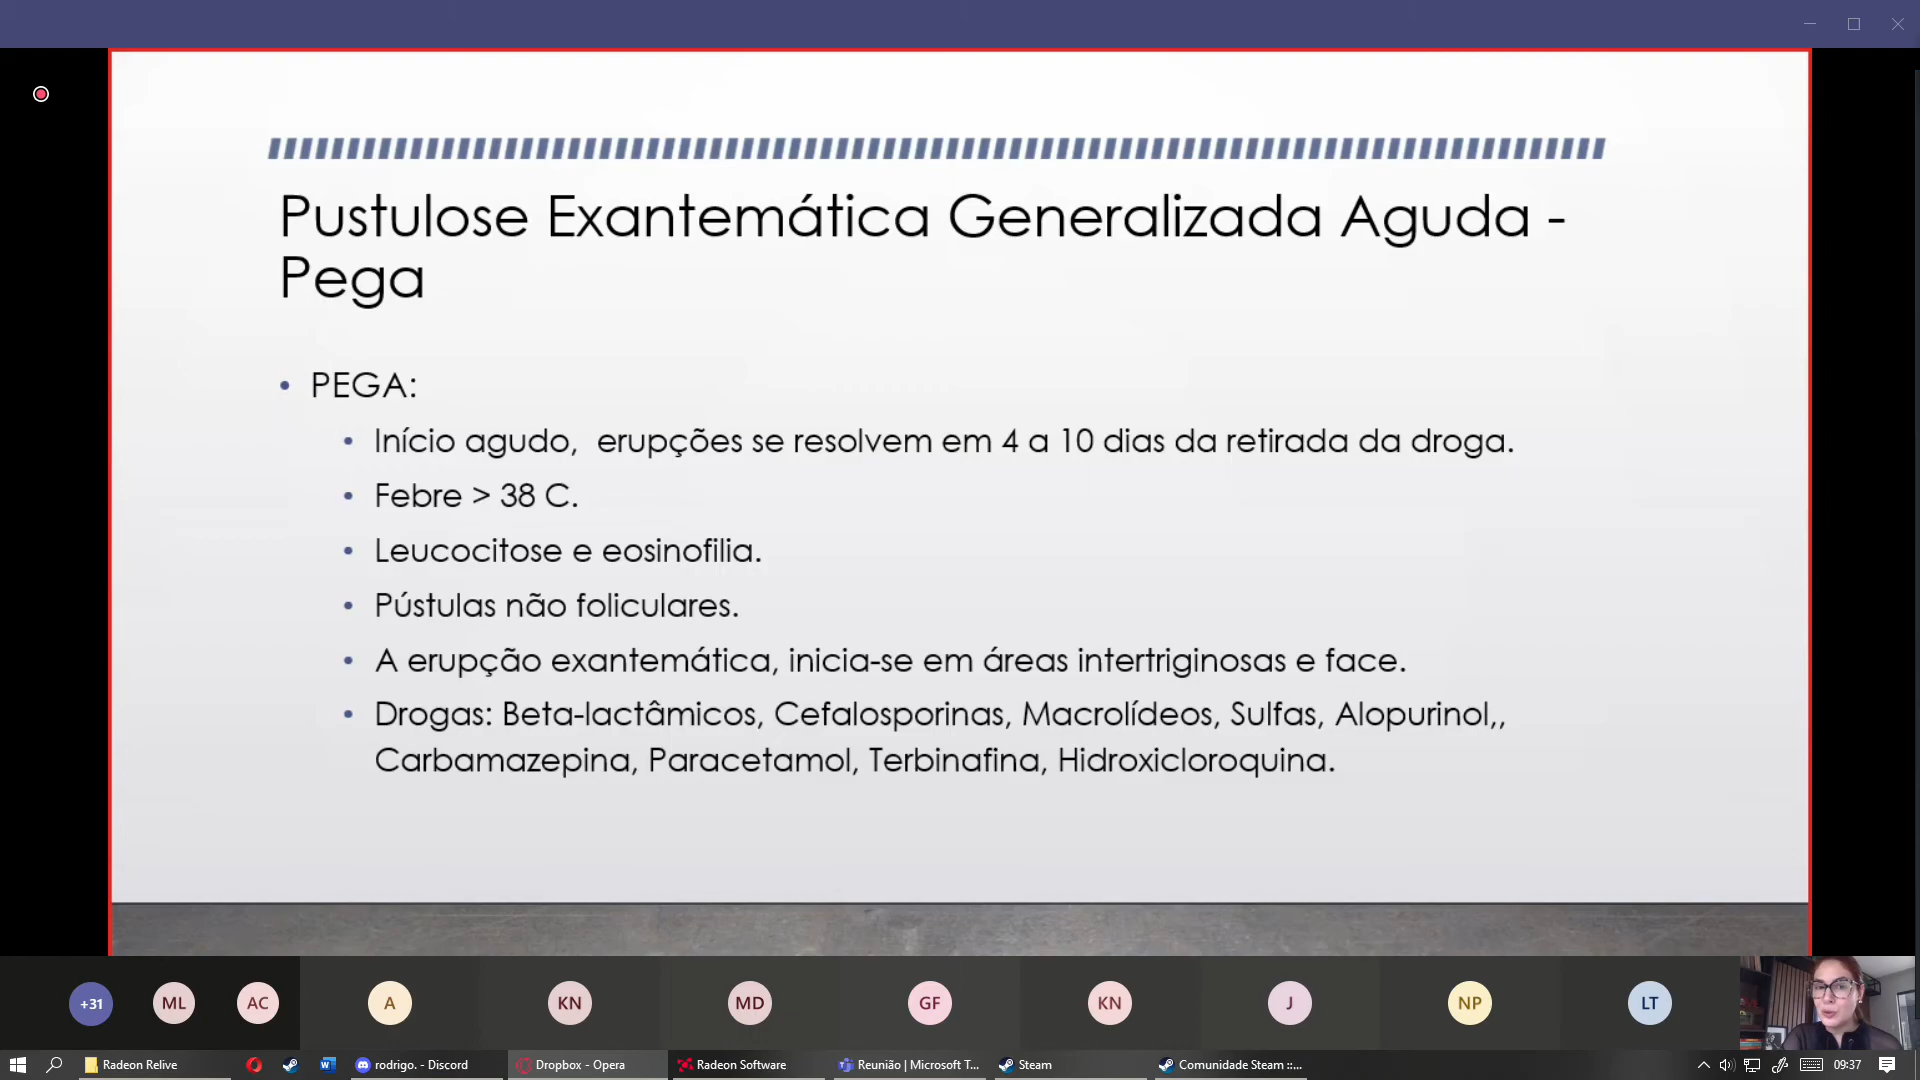 Pustulose Exantemática Generalizada Aguda -
Pega
• PEGA:
• Início agudo, erupções se resolvem em 4 a 10 dias da retirada da droga.
• Febre > 38 C.
• Leucocitose e eosinofilia.
• Pústulas não foliculares.
• A erupção exantemática, inicia-se em áreas intertriginosas e face.
• Drogas: Beta-lactâmicos, Cefalosporinas, Macrolídeos, Sulfas, Alopurinol,,
Carbamazepina, Paracetamol, Terbinafina, Hidroxicloroquina.
+31 ML AC A KN MD GF KN J NP LT
Radeon Relive W rodrigo. - Discord Dropbox - Opera Radeon Software Reunião | Microsoft T... Steam Comunidade Steam ::... 09:37